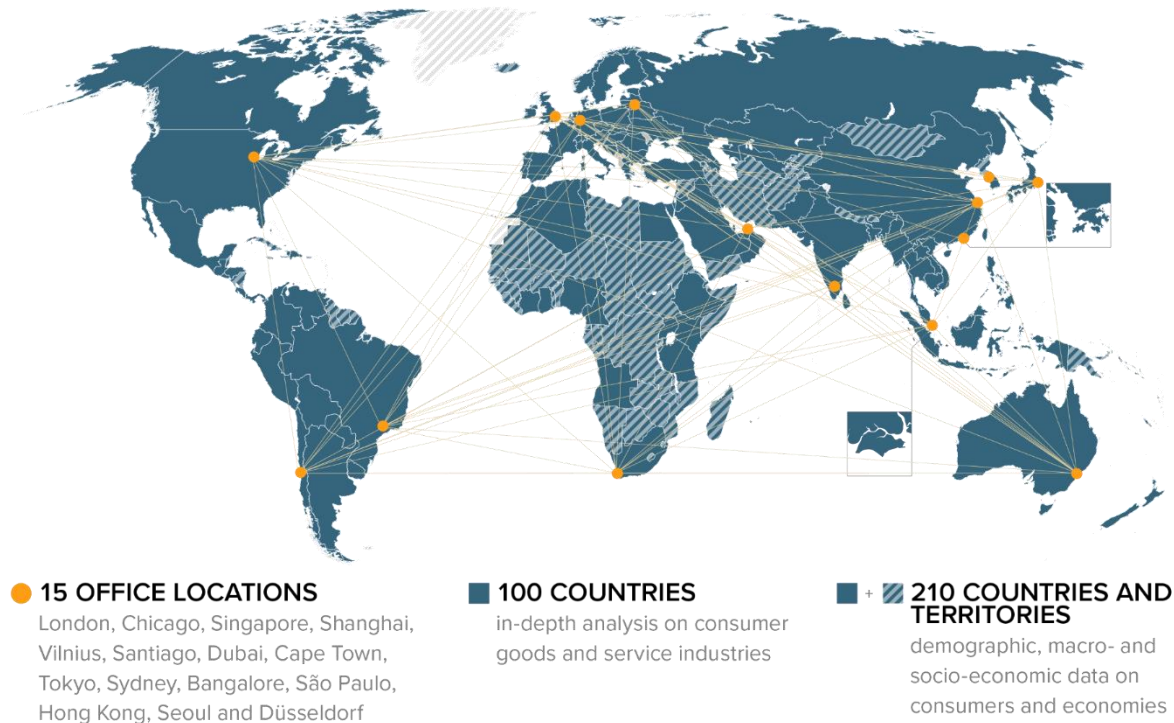 15 OFFICE LOCATIONS
London, Chicago, Singapore, Shanghai,
Vilnius, Santiago, Dubai, Cape Town,
Tokyo, Sydney, Bangalore, São Paulo,
Hong Kong, Seoul and Düsseldorf
100 COUNTRIES
in-depth analysis on consumer
goods and service industries
+ 210 COUNTRIES AND
TERRITORIES
demographic, macro- and
socio-economic data on
consumers and economies